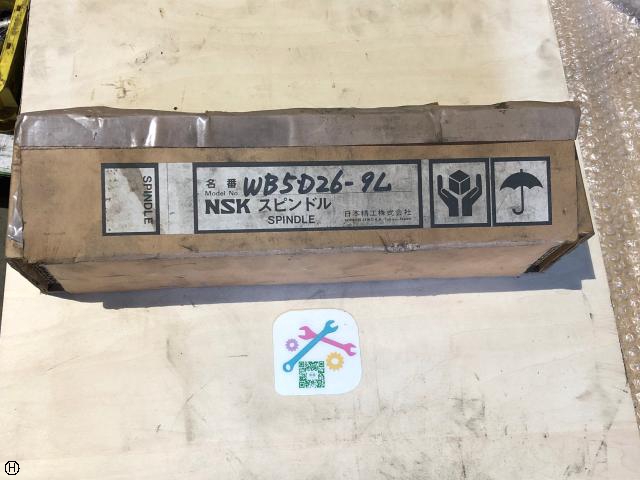 SPINDLE
名番 WB5D26-9L
Model No.
NSK スピンドル
SPINDLE
日本精工株式会社
H